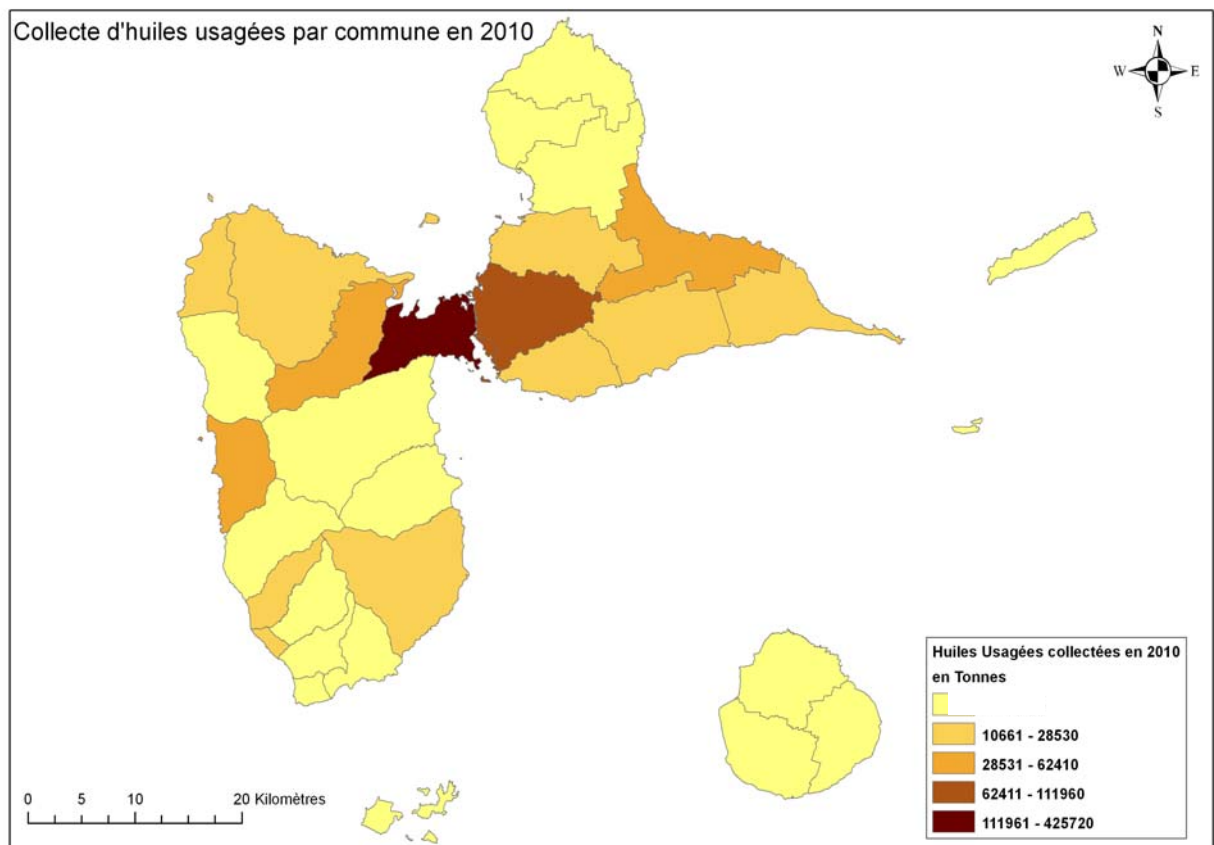 Collecte d'huiles usagées par commune en 2010
N
W E
S
Huiles Usagées collectées en 2010
en Tonnes
10661 - 28530
28531 - 62410
62411 - 111960
111961 - 425720
0 5 10 20 Kilomètres